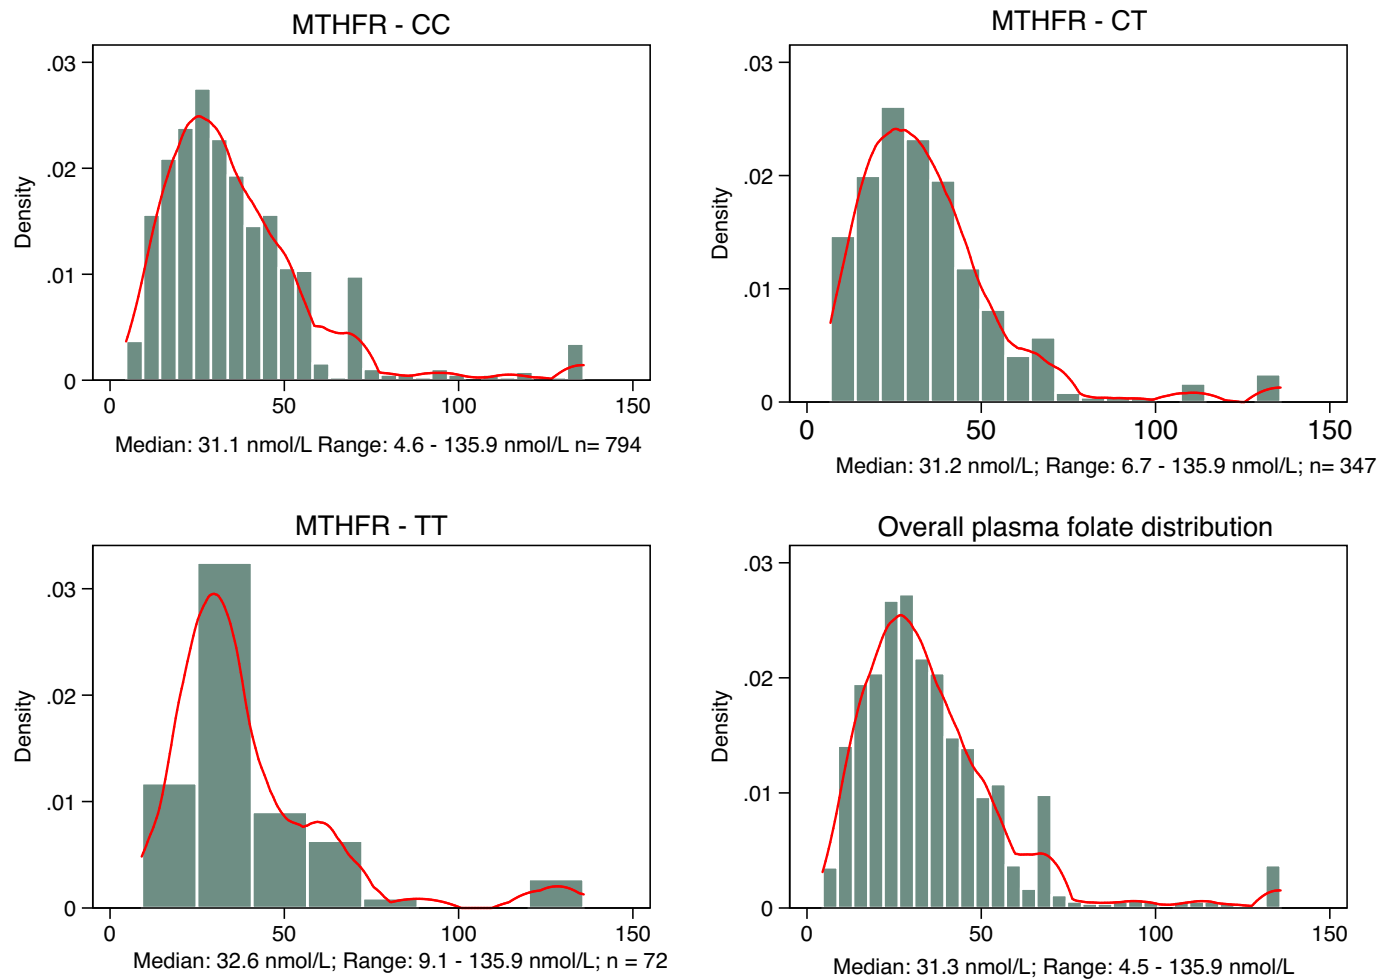 MTHFR - CC
.03
.02
.01
0
Density
0 50 100 150
Median: 31.1 nmol/L Range: 4.6 - 135.9 nmol/L n= 794
MTHFR - CT
.03
.02
.01
0
Density
0 50 100 150
Median: 31.2 nmol/L; Range: 6.7 - 135.9 nmol/L; n= 347
MTHFR - TT
.03
.02
.01
0
Density
0 50 100 150
Median: 32.6 nmol/L; Range: 9.1 - 135.9 nmol/L; n = 72
Overall plasma folate distribution
.03
.02
.01
0
Density
0 50 100 150
Median: 31.3 nmol/L; Range: 4.5 - 135.9 nmol/L